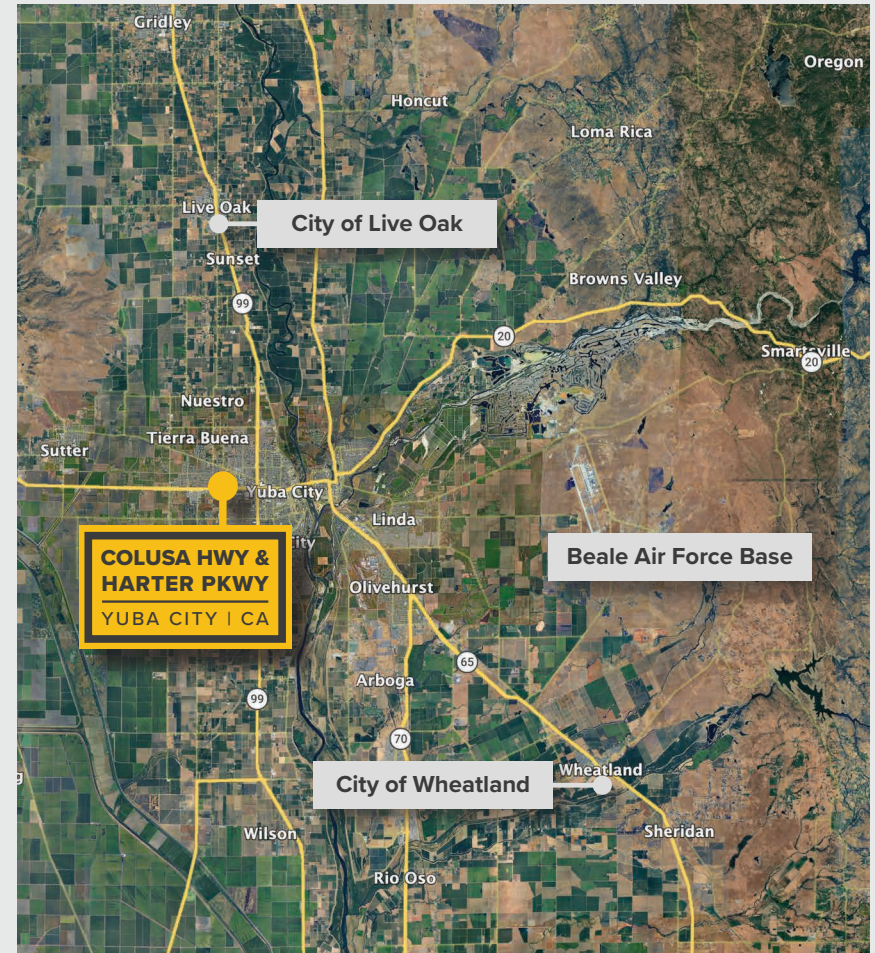 Gridley
Oregon
Honcut
Loma Rica
Live Oak
City of Live Oak
Sunset
Browns Valley
99
20
Smartsville
20
Nuestro
Tierra Buena
Sutter
Yuba City
Linda
City
COLUSA HWY &
HARTER PKWY
YUBA CITY | CA
Beale Air Force Base
Olivehurst
65
Arboga
99
70
Wheatland
City of Wheatland
Wilson
Sheridan
Rio Oso